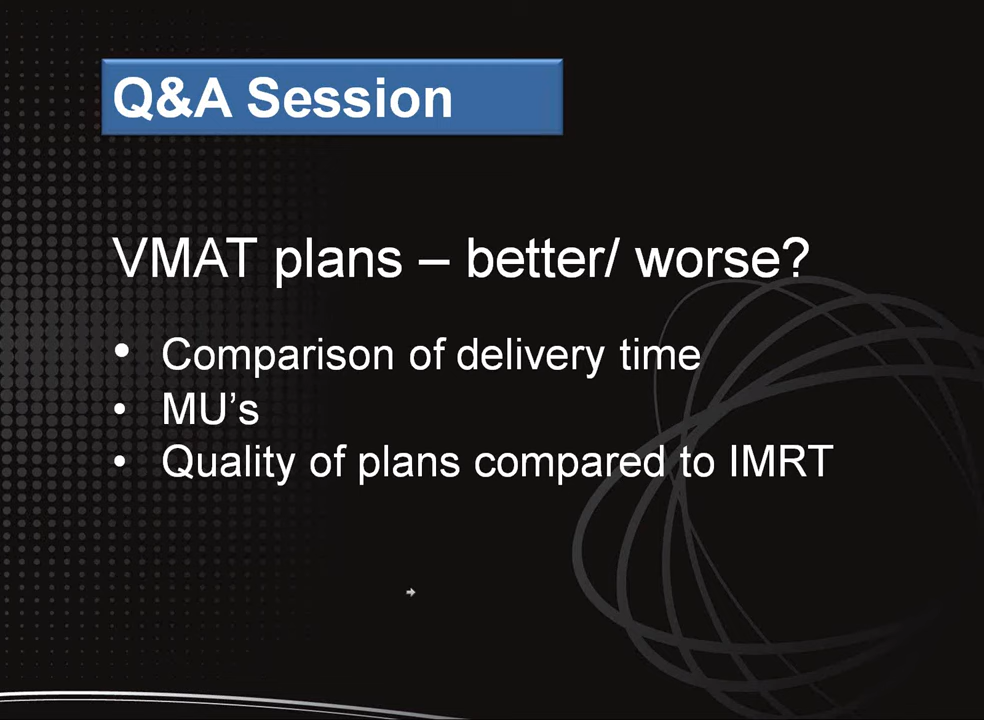 Q&A Session
VMAT plans – better/ worse?
• Comparison of delivery time
• MU’s
• Quality of plans compared to IMRT